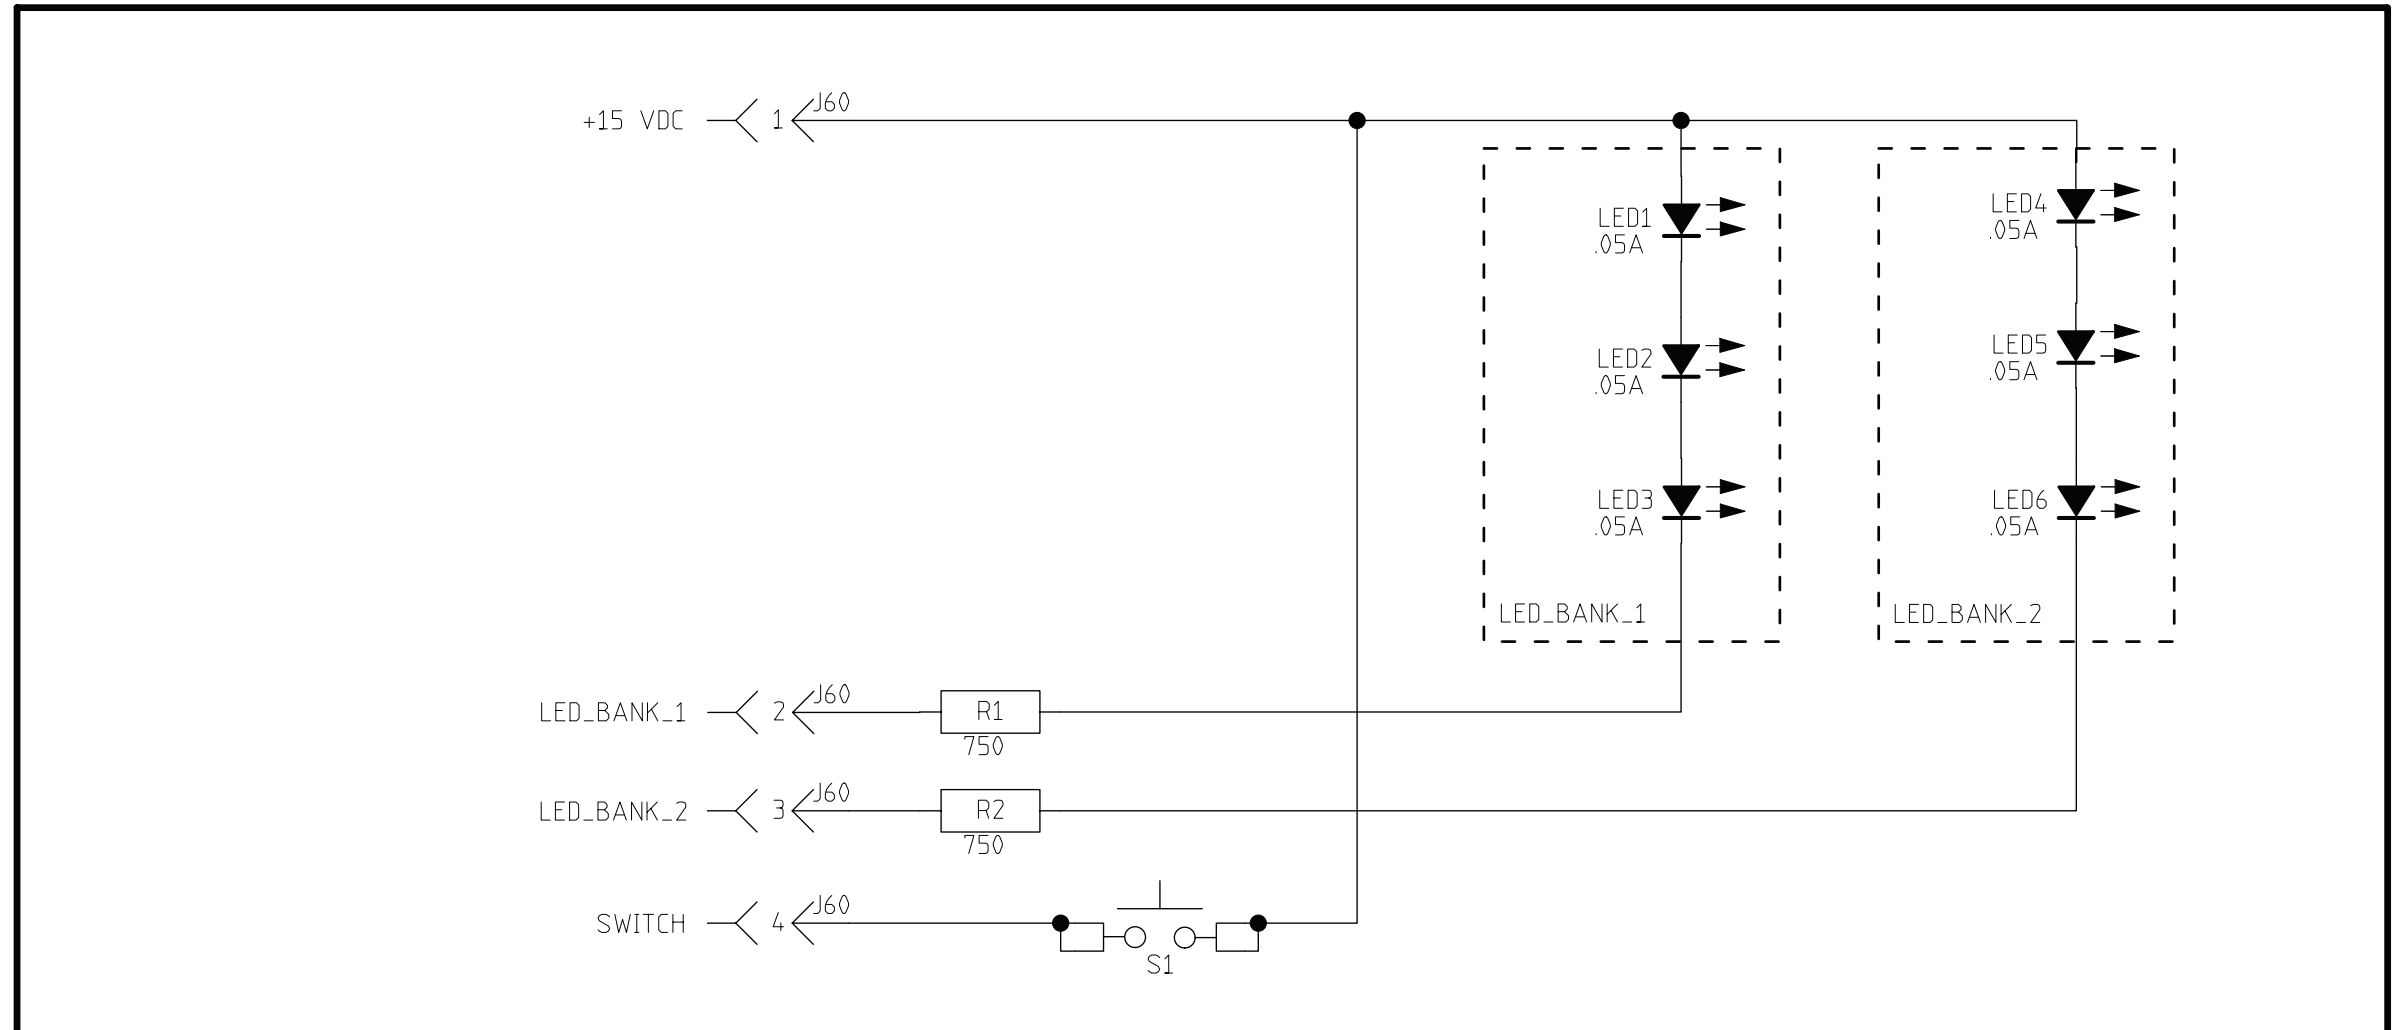 +15 VDC 1 J60
LED1
.05A
LED4
.05A
LED2
.05A
LED5
.05A
LED3
.05A
LED6
.05A
LED_BANK_1
LED_BANK_2
LED_BANK_1 2 J60 R1
750
LED_BANK_2 3 J60 R2
750
SWITCH 4 J60
S1